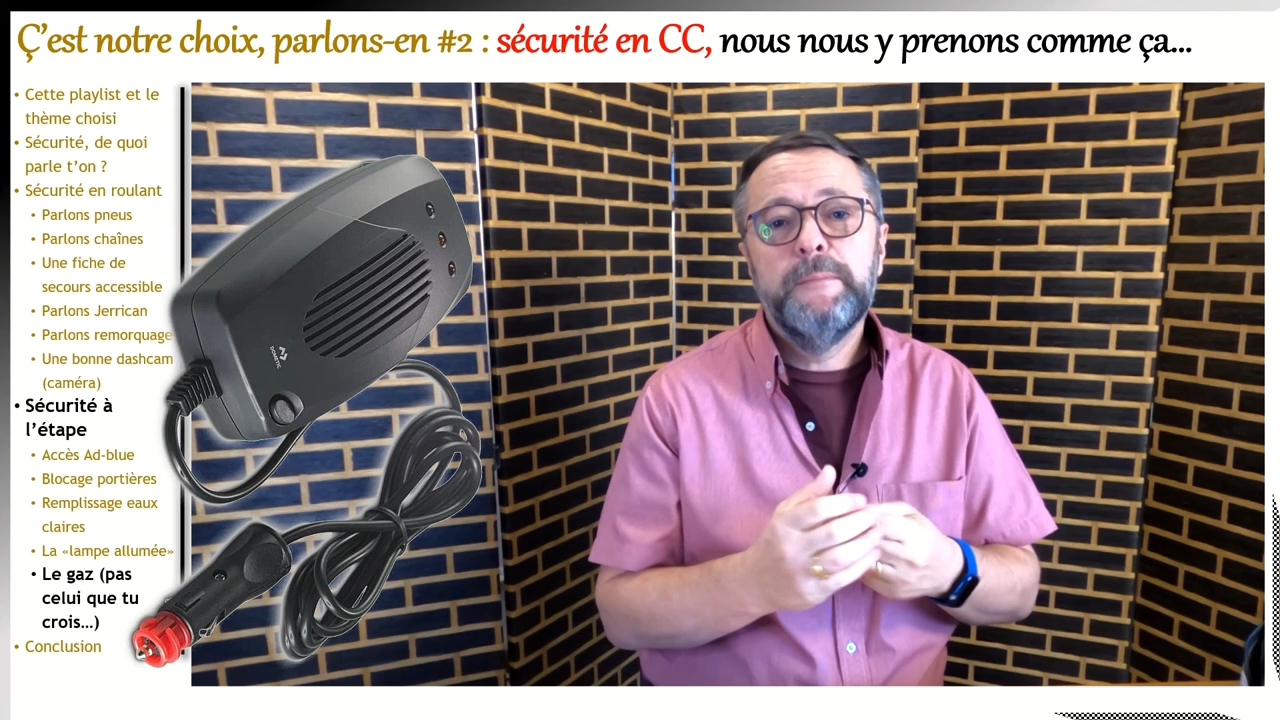 Ç'est notre choix, parlons-en #2 : sécurité en CC, nous nous y prenons comme ça...
• Cette playlist et le
thème choisi
• Sécurité, de quoi
parle t'on ?
• Sécurité en roulant
• Parlons pneus
• Parlons chaînes
• Une fiche de
secours accessible
• Parlons Jerrican
• Parlons remorquage
• Une bonne dashcam
(caméra)
• Sécurité à
l'étape
• Accès Ad-blue
• Blocage portières
• Remplissage eaux
claires
• La «lampe allumée»
• Le gaz (pas
celui que tu
crois…)
• Conclusion
DOMETIC